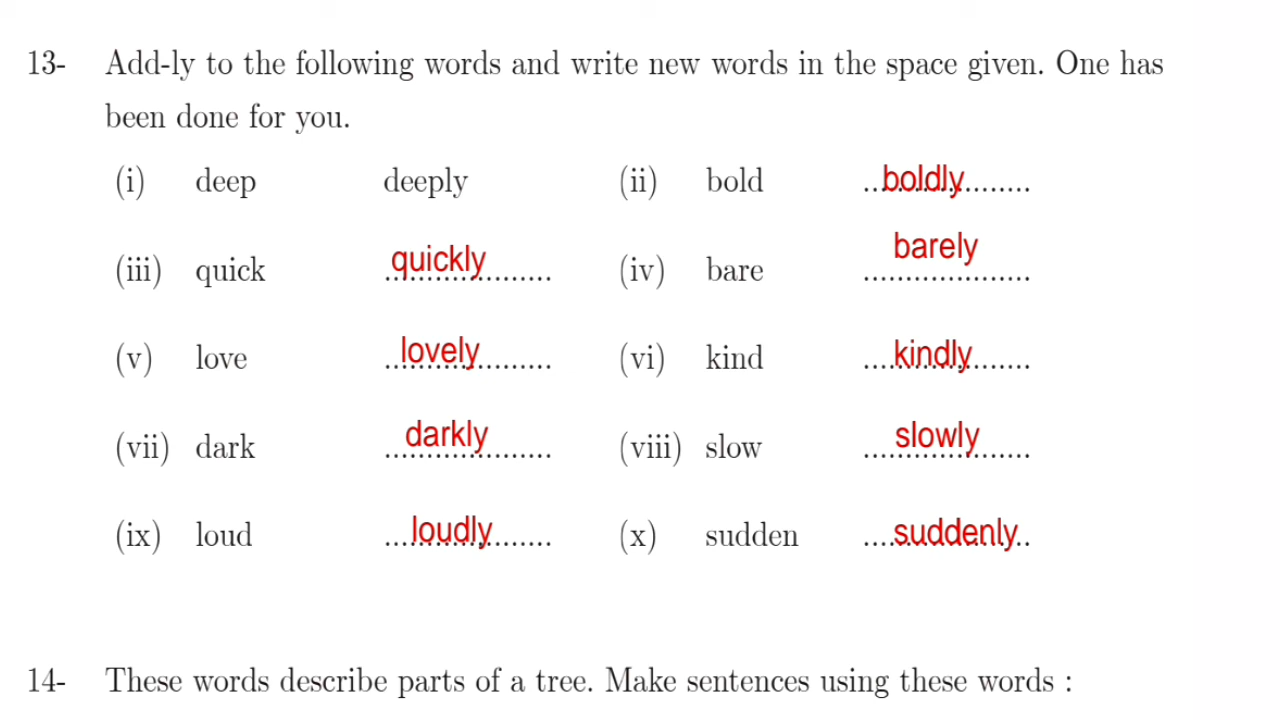 13- Add-ly to the following words and write new words in the space given. One has
been done for you.
(i) deep deeply (ii) bold ..boldly........
(iii) quick quickly........ (iv) bare barely....................
(v) love ..lovely........ (vi) kind ....kindly.......
(vii) dark darkly.................... (viii) slow slowly....................
(ix) loud ...loudly....... (x) sudden ....suddenly..
14- These words describe parts of a tree. Make sentences using these words :